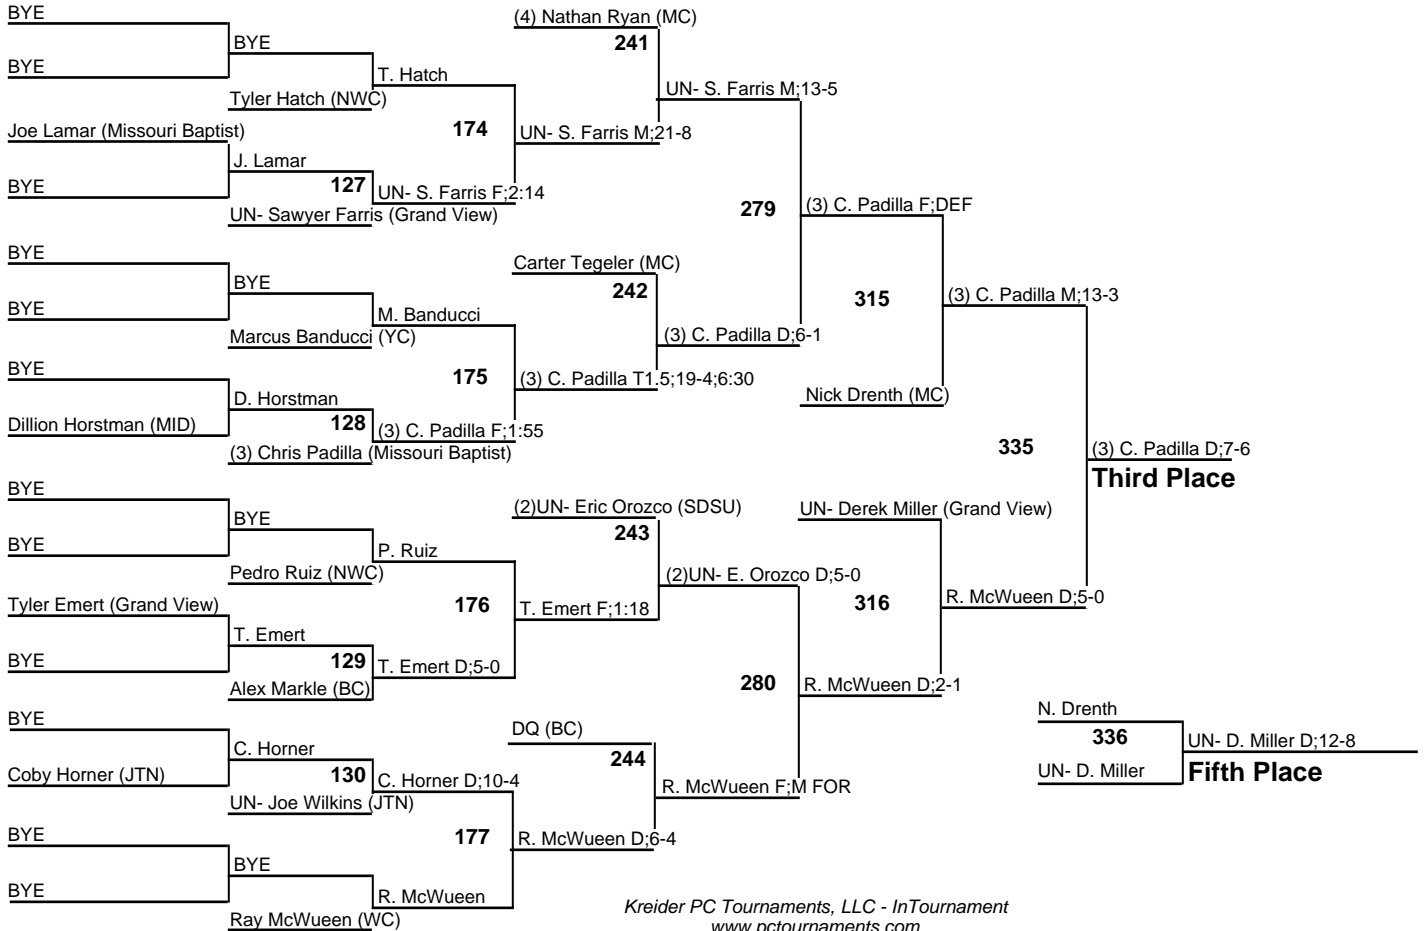 BYE
(4) Nathan Ryan (MC)
241
BYE
BYE
T. Hatch
UN- S. Farris M;13-5
Tyler Hatch (NWC)
Joe Lamar (Missouri Baptist)
174
UN- S. Farris M;21-8
J. Lamar
BYE
127
UN- S. Farris F;2:14
UN- Sawyer Farris (Grand View)
279
(3) C. Padilla F;DEF
BYE
Carter Tegeler (MC)
BYE
242
315
(3) C. Padilla M;13-3
BYE
M. Banducci
Marcus Banducci (YC)
(3) C. Padilla D;6-1
BYE
175
(3) C. Padilla T1.5;19-4;6:30
Nick Drenth (MC)
D. Horstman
Dillion Horstman (MID)
128
(3) C. Padilla F;1:55
(3) Chris Padilla (Missouri Baptist)
335
(3) C. Padilla D;7-6
Third Place
BYE
(2)UN- Eric Orozco (SDSU)
UN- Derek Miller (Grand View)
BYE
243
BYE
P. Ruiz
Pedro Ruiz (NWC)
(2)UN- E. Orozco D;5-0
Tyler Emert (Grand View)
176
T. Emert F;1:18
316
R. McWueen D;5-0
T. Emert
BYE
129
T. Emert D;5-0
Alex Markle (BC)
280
R. McWueen D;2-1
BYE
DQ (BC)
N. Drenth
C. Horner
244
336
UN- D. Miller D;12-8
Coby Horner (JTN)
130
C. Horner D;10-4
R. McWueen F;M FOR
UN- D. Miller
Fifth Place
UN- Joe Wilkins (JTN)
BYE
177
R. McWueen D;6-4
BYE
BYE
R. McWueen
Ray McWueen (WC)
Kreider PC Tournaments, LLC - InTournament
www.pctournaments.com